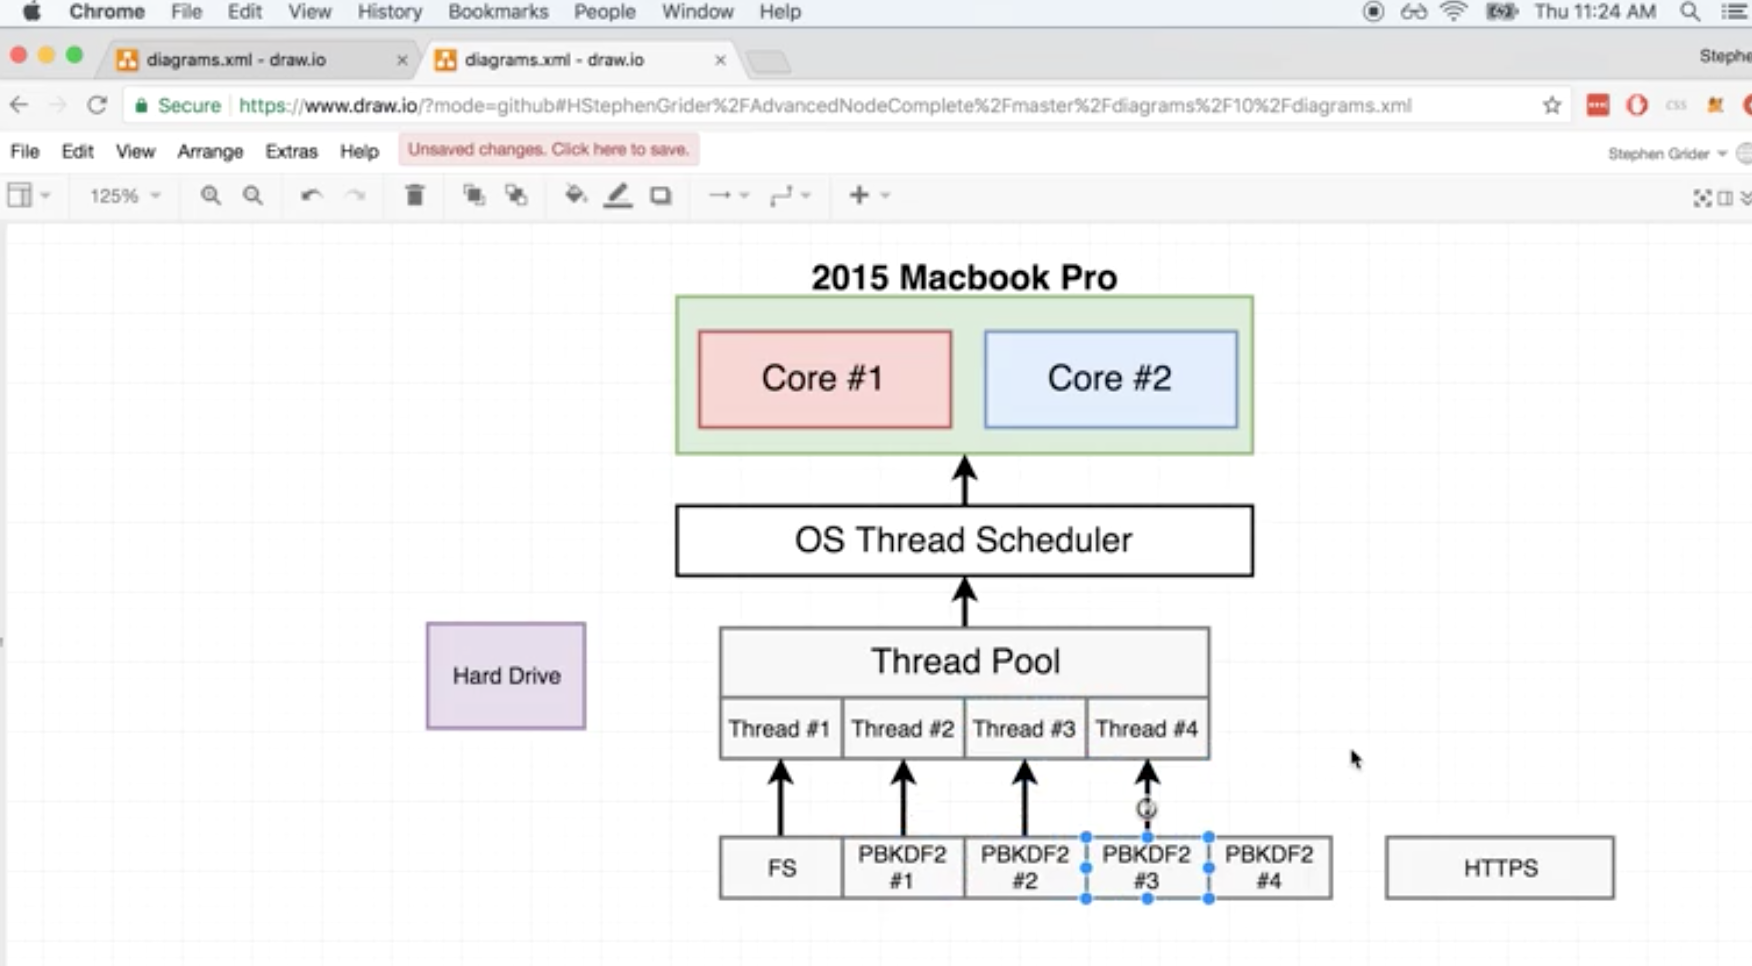 Chrome File Edit View History Bookmarks People Window Help Thu 11:24 AM
diagrams.xml - draw.io diagrams.xml - draw.io
Secure https://www.draw.io/?mode=github#HStephenGrider%2FAdvancedNodeComplete%2Fmaster%2Fdiagrams%2F10%2Fdiagrams.xml CSS
File Edit View Arrange Extras Help Unsaved changes. Click here to save. Stephen Grider
125%
2015 Macbook Pro
Core #1 Core #2
OS Thread Scheduler
Hard Drive
Thread Pool
Thread #1 Thread #2 Thread #3 Thread #4
FS
PBKDF2
#1
PBKDF2
#2
PBKDF2
#3
PBKDF2
#4
HTTPS